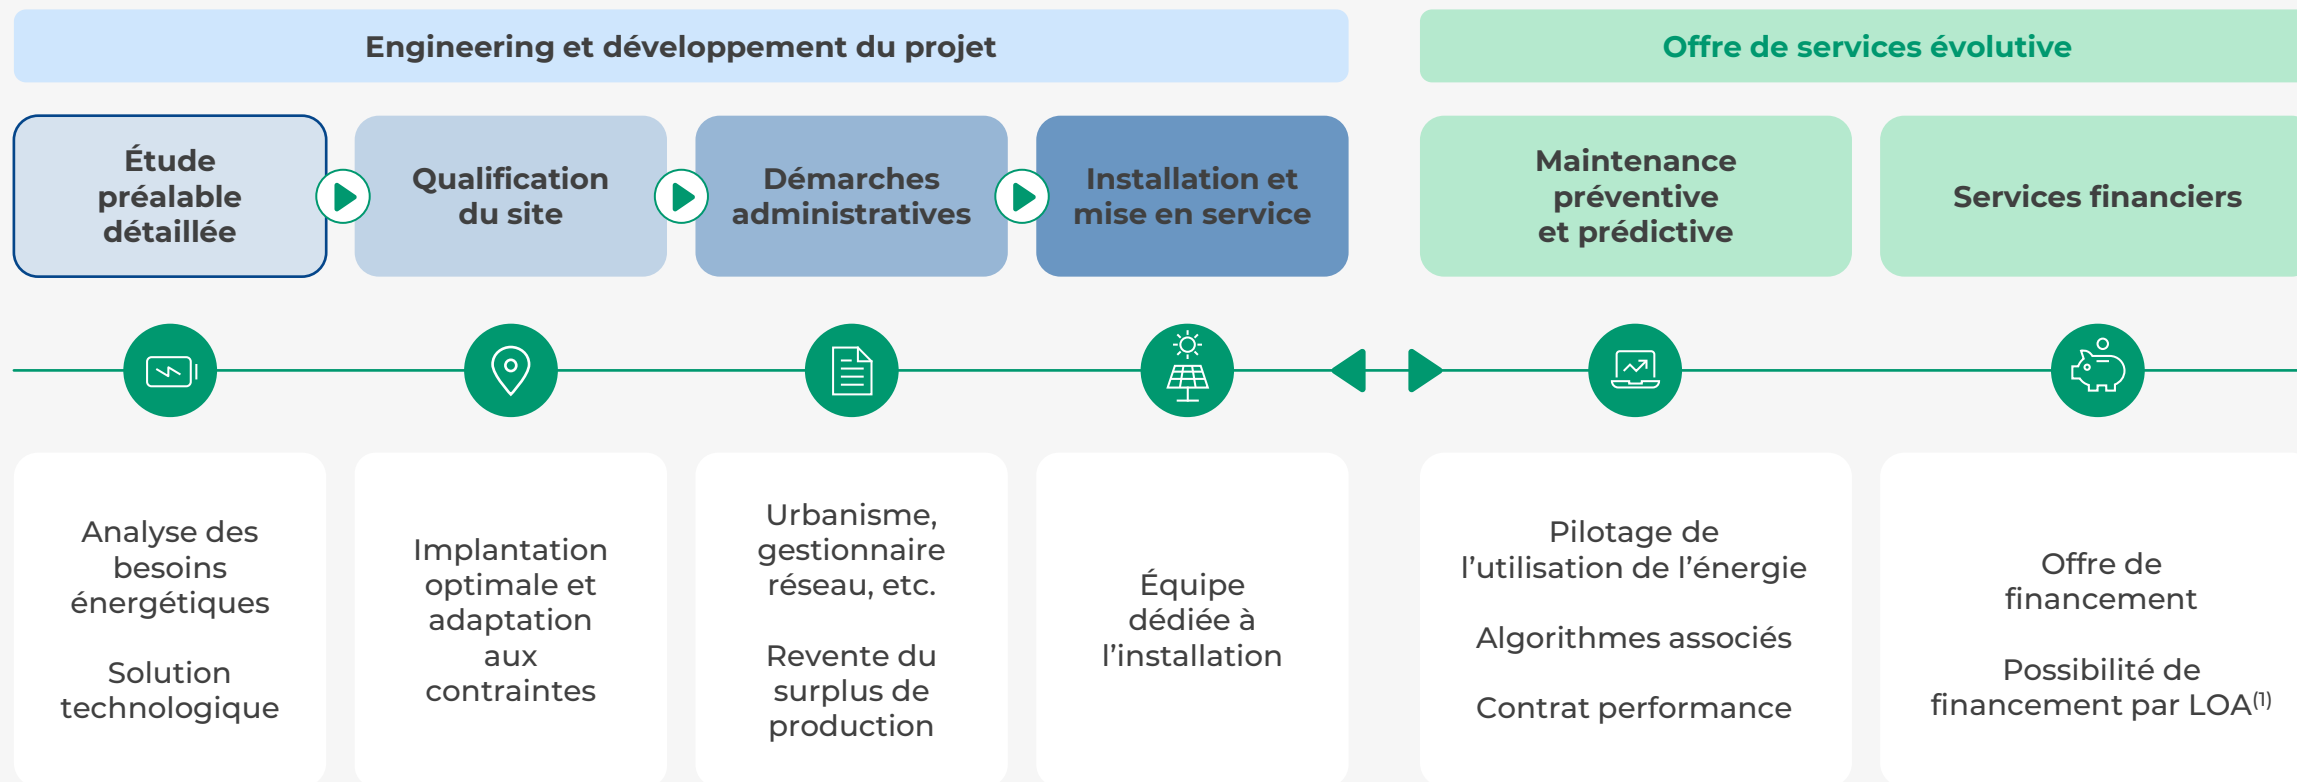 Engineering et développement du projet
Offre de services évolutive
Étude
préalable
détaillée
Qualification
du site
Démarches
administratives
Installation et
mise en service
Maintenance
préventive
et prédictive
Services financiers
Analyse des
besoins
énergétiques
Solution
technologique
Implantation
optimale et
adaptation
aux
contraintes
Urbanisme,
gestionnaire
réseau, etc.
Revente du
surplus de
production
Équipe
dédiée à
l’installation
Pilotage de
l’utilisation de l’énergie
Algorithmes associés
Contrat performance
Offre de
financement
Possibilité de
financement par LOA(1)